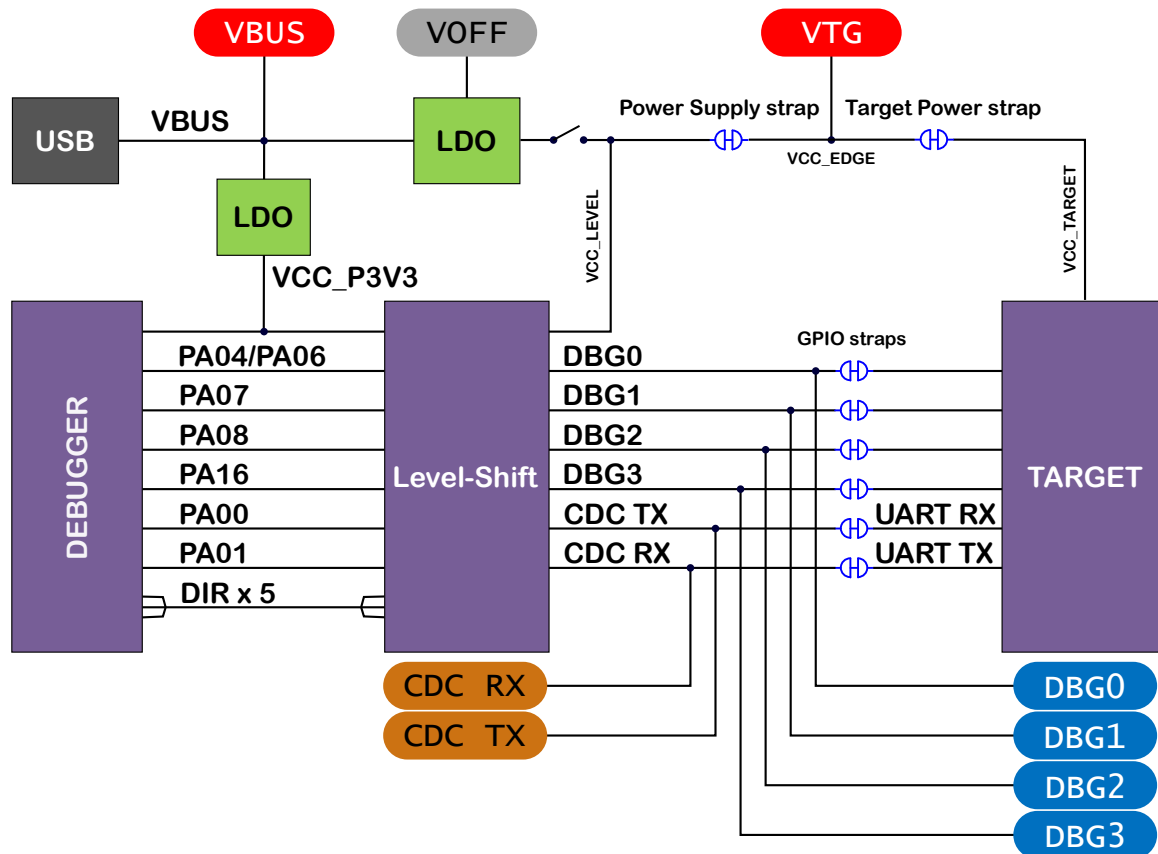 VBUS
VOFF
VTG
USB
VBUS
LDO
Power Supply strap
Target Power strap
VCC_EDGE
LDO
VCC_LEVEL
VCC_TARGET
VCC_P3V3
DEBUGGER
PA04/PA06
PA07
PA08
PA16
PA00
PA01
DIR x 5
Level-Shift
DBG0
DBG1
DBG2
DBG3
CDC TX
CDC RX
GPIO straps
UART RX
UART TX
TARGET
CDC RX
CDC TX
DBG0
DBG1
DBG2
DBG3